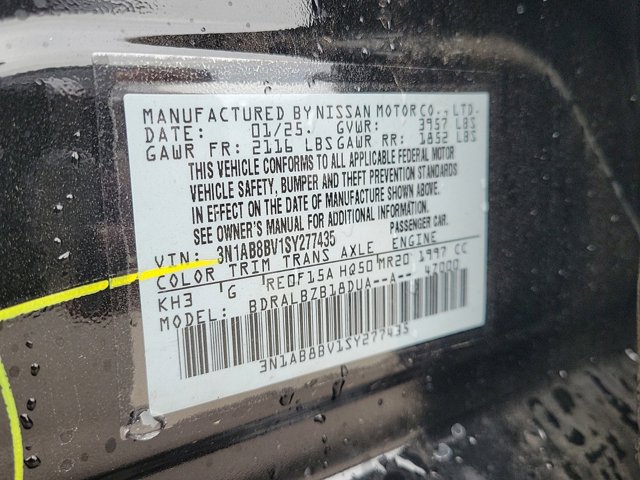 MANUFACTURED BY NISSAN MOTOR CO., LTD.
DATE: 01/25. GVWR: 3957 LBS
GAWR FR: 2116 LBS GAWR RR: 1852 LBS
THIS VEHICLE CONFORMS TO ALL APPLICABLE FEDERAL MOTOR
VEHICLE SAFETY, BUMPER AND THEFT PREVENTION STANDARDS
IN EFFECT ON THE DATE OF MANUFACTURE SHOWN ABOVE.
SEE OWNER'S MANUAL FOR ADDITIONAL INFORMATION.
VIN: 3N1AB8BV1SY277435 PASSENGER CAR.
COLOR TRIM TRANS AXLE ENGINE
KH3 G RE0F15A HQ50 MR20 1997 CC
MODEL: BDRALBZB18DUA--A-- 47000
3N1AB8BV1SY277435